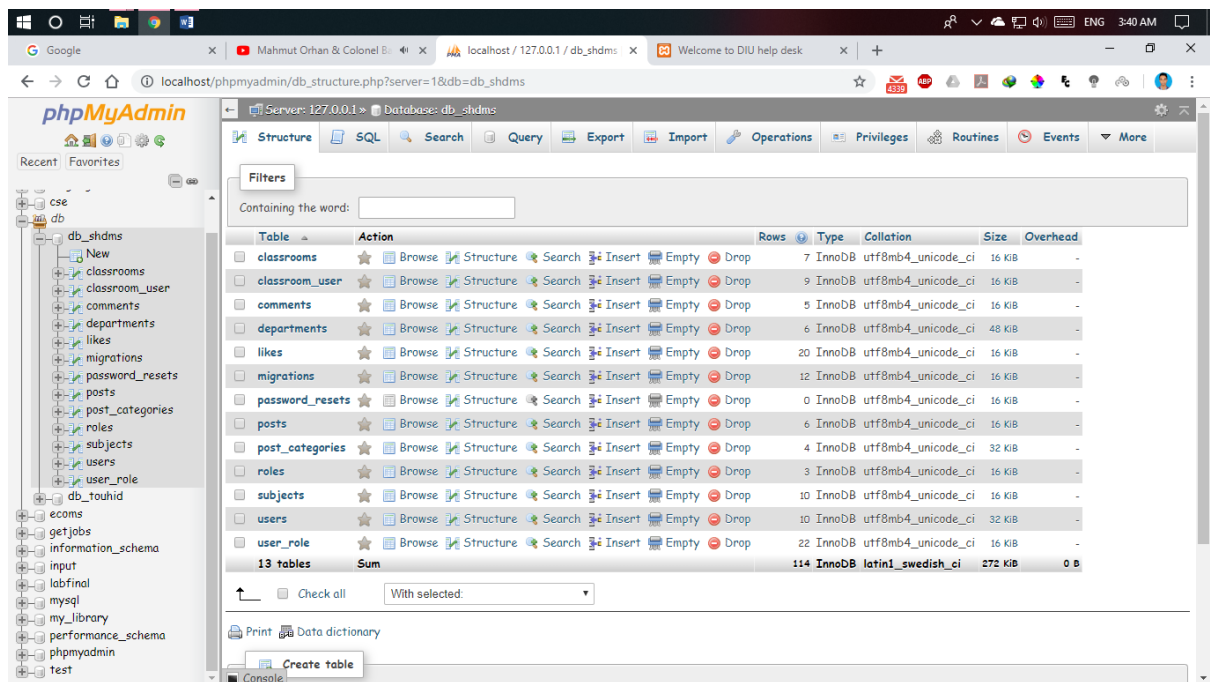 ENG 3:40 AM
Google
Mahmut Orhan & Colonel Ba
localhost / 127.0.0.1 / db_shdms
Welcome to DIU help desk
localhost/phpmyadmin/db_structure.php?server=1&db=db_shdms
4339
ABP
phpMyAdmin
Recent Favorites
cse
db
db_shdms
New
classrooms
classroom_user
comments
departments
likes
migrations
password_resets
posts
post_categories
roles
subjects
users
user_role
db_touhid
ecoms
getjobs
information_schema
input
labfinal
mysql
my_library
performance_schema
phpmyadmin
test
Server: 127.0.0.1 » Database: db_shdms
Structure SQL Search Query Export Import Operations Privileges Routines Events More
Filters
Containing the word:
Table Action Rows Type Collation Size Overhead
classrooms Browse Structure Search Insert Empty Drop 7 InnoDB utf8mb4_unicode_ci 16 KiB -
classroom_user Browse Structure Search Insert Empty Drop 9 InnoDB utf8mb4_unicode_ci 16 KiB -
comments Browse Structure Search Insert Empty Drop 5 InnoDB utf8mb4_unicode_ci 16 KiB -
departments Browse Structure Search Insert Empty Drop 6 InnoDB utf8mb4_unicode_ci 48 KiB -
likes Browse Structure Search Insert Empty Drop 20 InnoDB utf8mb4_unicode_ci 16 KiB -
migrations Browse Structure Search Insert Empty Drop 12 InnoDB utf8mb4_unicode_ci 16 KiB -
password_resets Browse Structure Search Insert Empty Drop 0 InnoDB utf8mb4_unicode_ci 16 KiB -
posts Browse Structure Search Insert Empty Drop 6 InnoDB utf8mb4_unicode_ci 16 KiB -
post_categories Browse Structure Search Insert Empty Drop 4 InnoDB utf8mb4_unicode_ci 32 KiB -
roles Browse Structure Search Insert Empty Drop 3 InnoDB utf8mb4_unicode_ci 16 KiB -
subjects Browse Structure Search Insert Empty Drop 10 InnoDB utf8mb4_unicode_ci 16 KiB -
users Browse Structure Search Insert Empty Drop 10 InnoDB utf8mb4_unicode_ci 32 KiB -
user_role Browse Structure Search Insert Empty Drop 22 InnoDB utf8mb4_unicode_ci 16 KiB -
13 tables Sum 114 InnoDB latin1_swedish_ci 272 KiB 0 B
Check all With selected:
Print Data dictionary
Create table
Console